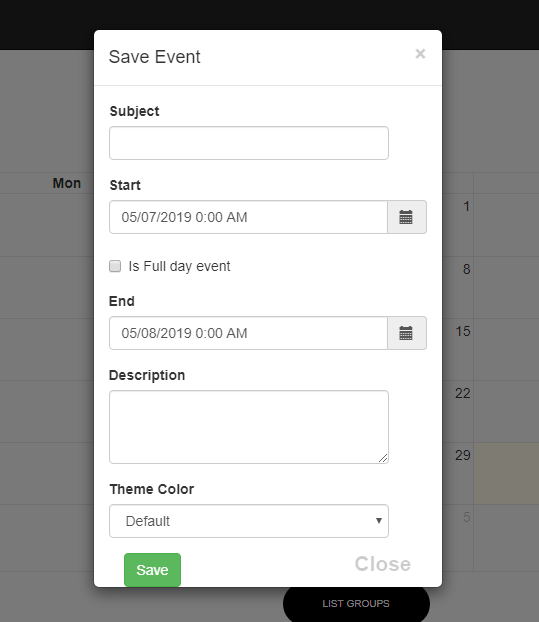 Save Event ×
Subject
Start
05/07/2019 0:00 AM
Is Full day event
End
05/08/2019 0:00 AM
Description
Theme Color
Default
Save Close
Mon
1
8
15
22
29
5
LIST GROUPS